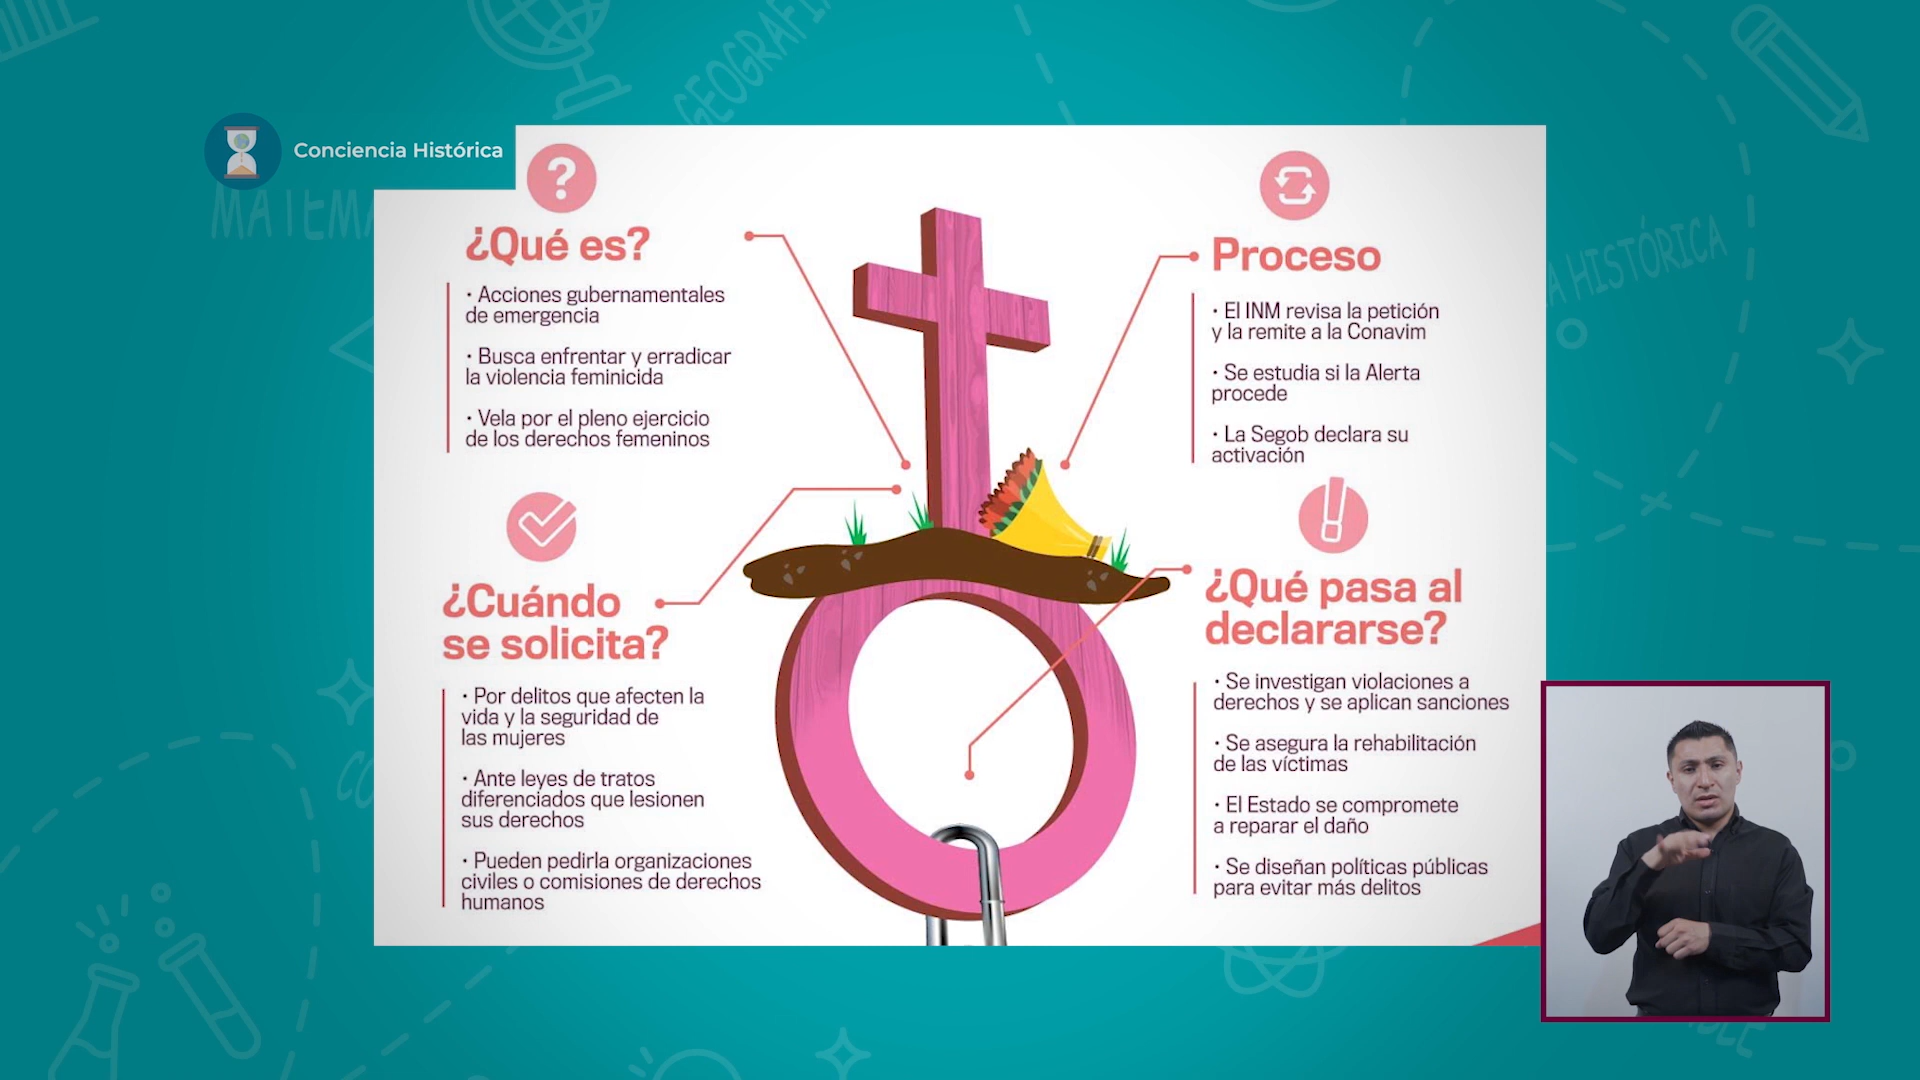 GEOGRAFÍA
Conciencia Histórica
¿Qué es?
· Acciones gubernamentales
de emergencia
· Busca enfrentar y erradicar
la violencia feminicida
· Vela por el pleno ejercicio
de los derechos femeninos
¿Cuándo
se solicita?
· Por delitos que afecten la
vida y la seguridad de
las mujeres
· Ante leyes de tratos
diferenciados que lesionen
sus derechos
· Pueden pedirla organizaciones
civiles o comisiones de derechos
humanos
Proceso
· El INM revisa la petición
y la remite a la Conavim
· Se estudia si la Alerta
procede
· La Segob declara su
activación
¿Qué pasa al
declararse?
· Se investigan violaciones a
derechos y se aplican sanciones
· Se asegura la rehabilitación
de las víctimas
· El Estado se compromete
a reparar el daño
· Se diseñan políticas públicas
para evitar más delitos
HISTÓRICA